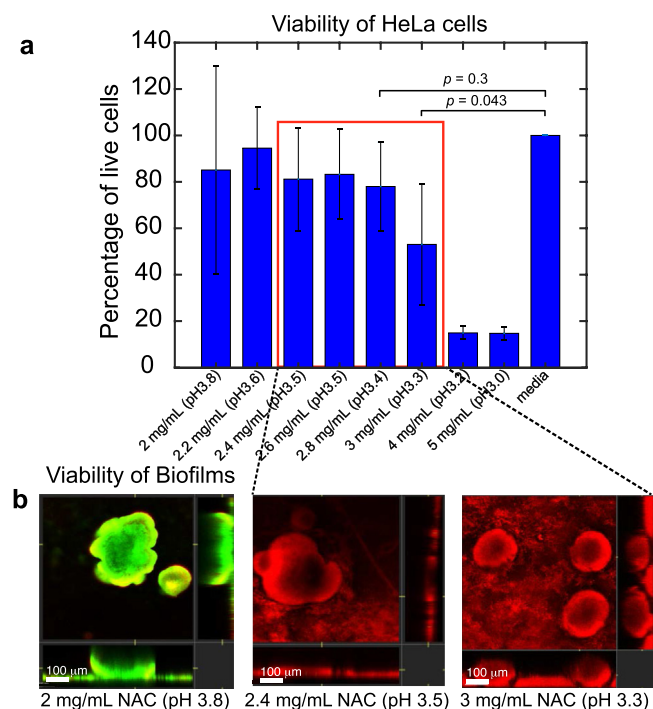 a
Viability of HeLa cells
Percentage of live cells
140
120
100
80
60
40
20
0
p = 0.3
p = 0.043
2 mg/mL (pH3.8)
2.2 mg/mL (pH3.6)
2.4 mg/mL (pH3.5)
2.6 mg/mL (pH3.5)
2.8 mg/mL (pH3.4)
3 mg/mL (pH3.3)
4 mg/mL (pH3.2)
5 mg/mL (pH3.0)
media
Viability of Biofilms
b
100 µm
100 µm
100 µm
2 mg/mL NAC (pH 3.8)
2.4 mg/mL NAC (pH 3.5)
3 mg/mL NAC (pH 3.3)